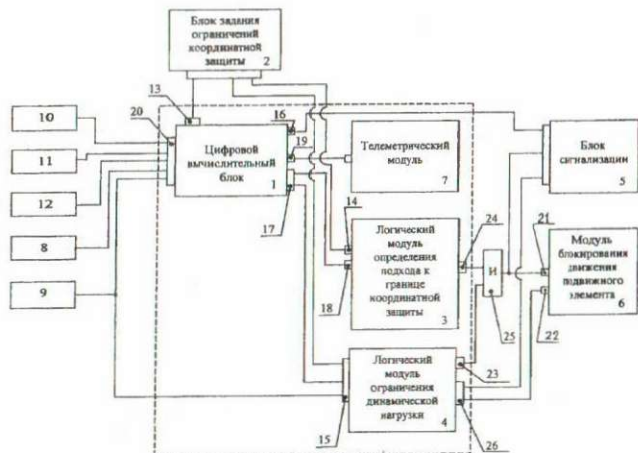 Блок задания
ограничений
координатной
защиты
2
13
20
16
10
19
11
12
8
9
Цифровой
вычислительный
блок
1
17
Телеметрический
модуль
7
Блок
сигнализации
5
14
18
Логический
модуль
определения
подхода к
границе
координатной
защиты
3
24
И
25
21
22
Модуль
блокирования
движения
подвижного
элемента
6
Логический
модуль
ограничения
динамической
нагрузки
4
23
15
26